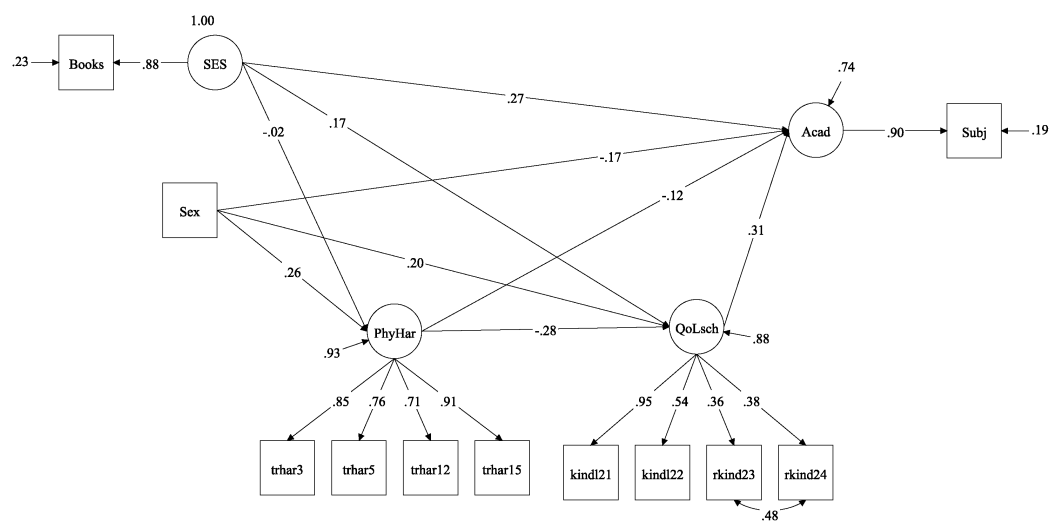 1.00
.23 Books .88 SES
.74
.27
-.02 .17
Acad .90 Subj .19
-.17
-.12
Sex
.31
.20
.26
PhyHar -.28 QoLsch .88
.93
.85 .76 .71 .91 .95 .54 .36 .38
trhar3 trhar5 trhar12 trhar15 kindl21 kindl22 rkind23 rkind24
.48